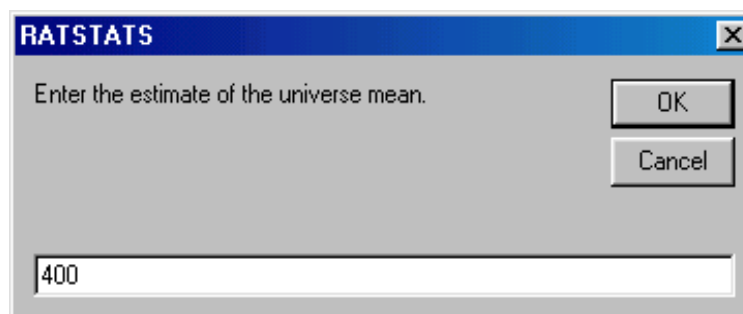 RATSTATS
Enter the estimate of the universe mean.
OK
Cancel
400